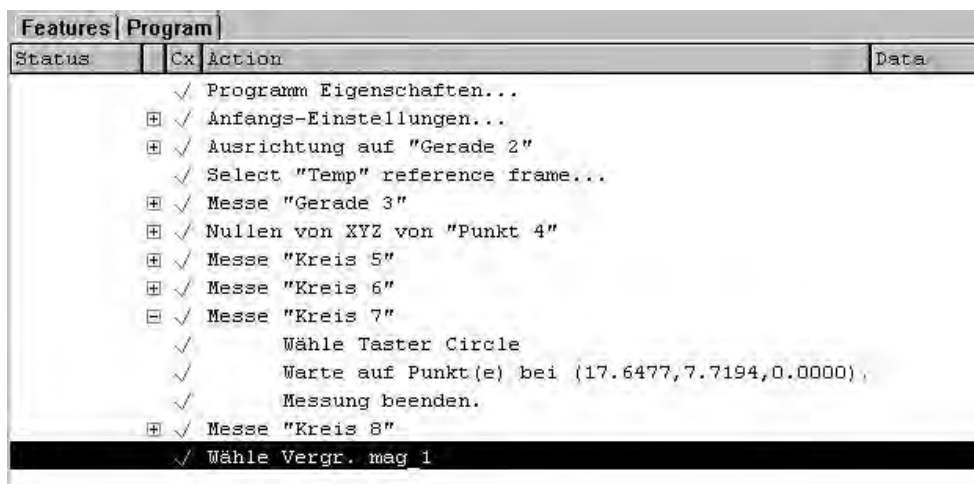 Features Program
Status Cx Action Data
Programm Eigenschaften...
Anfangs-Einstellungen...
Ausrichtung auf "Gerade 2"
Select "Temp" reference frame...
Messe "Gerade 3"
Nullen von XYZ von "Punkt 4"
Messe "Kreis 5"
Messe "Kreis 6"
Messe "Kreis 7"
Wähle Taster Circle
Warte auf Punkt(e) bei (17.6477,7.7194,0.0000).
Messung beenden.
Messe "Kreis 8"
Wähle Vergr. mag_1